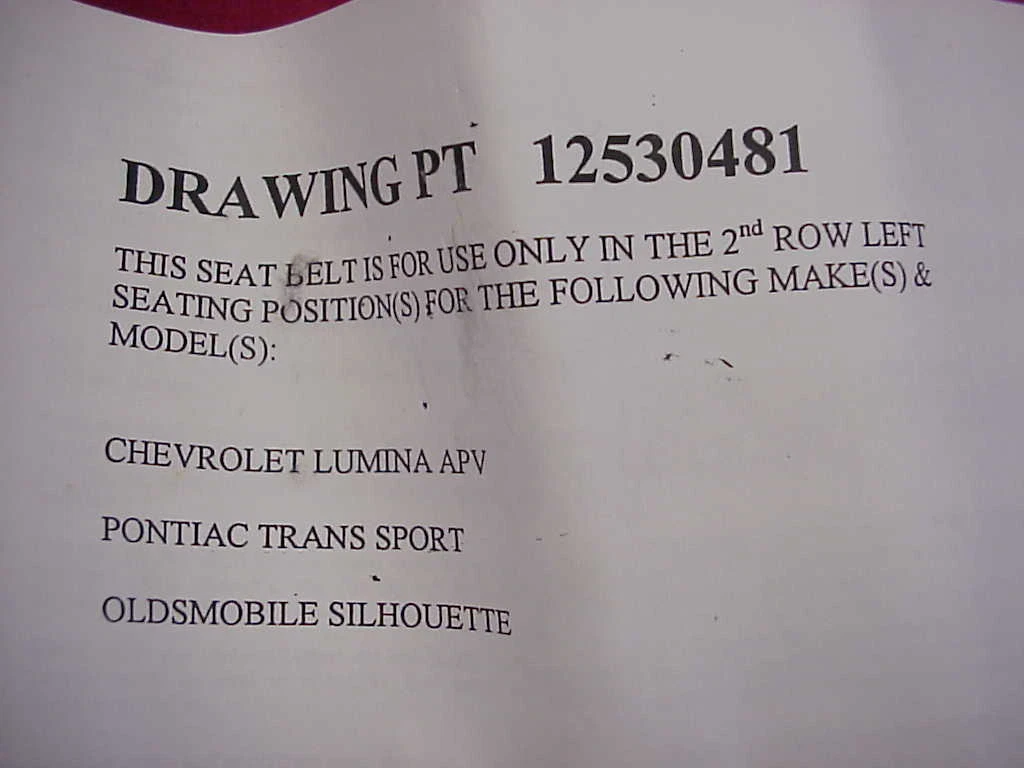 DRAWING PT 12530481
THIS SEAT BELT IS FOR USE ONLY IN THE 2nd ROW LEFT
SEATING POSITION(S) FOR THE FOLLOWING MAKE(S) &
MODEL(S):
CHEVROLET LUMINA APV
PONTIAC TRANS SPORT
OLDSMOBILE SILHOUETTE